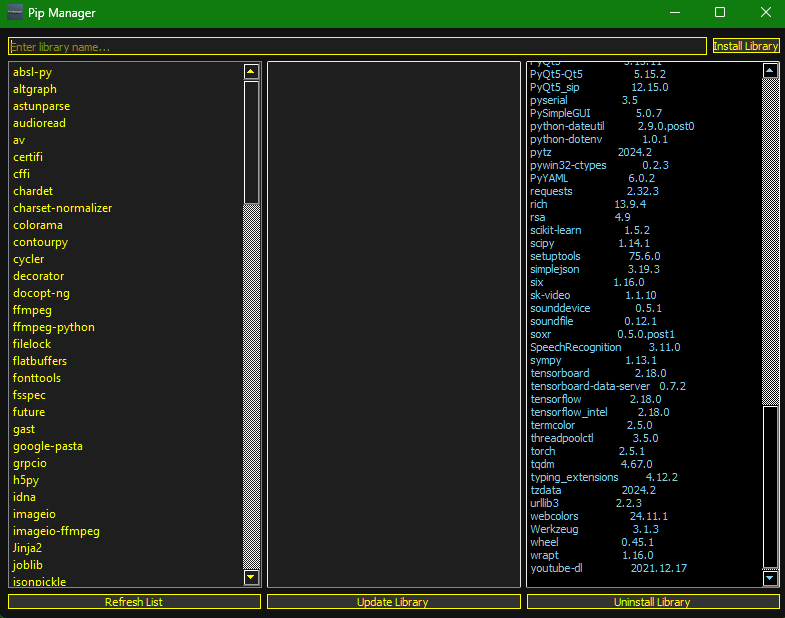 Pip Manager
Enter library name...
Install Library
absl-py
altgraph
astunparse
audioread
av
certifi
cffi
chardet
charset-normalizer
colorama
contourpy
cycler
decorator
docopt-ng
ffmpeg
ffmpeg-python
filelock
flatbuffers
fonttools
fsspec
future
gast
google-pasta
grpcio
h5py
idna
imageio
imageio-ffmpeg
Jinja2
joblib
jsonpickle
PyQt5 5.15.11
PyQt5-Qt5 5.15.2
PyQt5_sip 12.15.0
pyserial 3.5
PySimpleGUI 5.0.7
python-dateutil 2.9.0.post0
python-dotenv 1.0.1
pytz 2024.2
pywin32-ctypes 0.2.3
PyYAML 6.0.2
requests 2.32.3
rich 13.9.4
rsa 4.9
scikit-learn 1.5.2
scipy 1.14.1
setuptools 75.6.0
simplejson 3.19.3
six 1.16.0
sk-video 1.1.10
sounddevice 0.5.1
soundfile 0.12.1
soxr 0.5.0.post1
SpeechRecognition 3.11.0
sympy 1.13.1
tensorboard 2.18.0
tensorboard-data-server 0.7.2
tensorflow 2.18.0
tensorflow_intel 2.18.0
termcolor 2.5.0
threadpoolctl 3.5.0
torch 2.5.1
tqdm 4.67.0
typing_extensions 4.12.2
tzdata 2024.2
urllib3 2.2.3
webcolors 24.11.1
Werkzeug 3.1.3
wheel 0.45.1
wrapt 1.16.0
youtube-dl 2021.12.17
Refresh List
Update Library
Uninstall Library